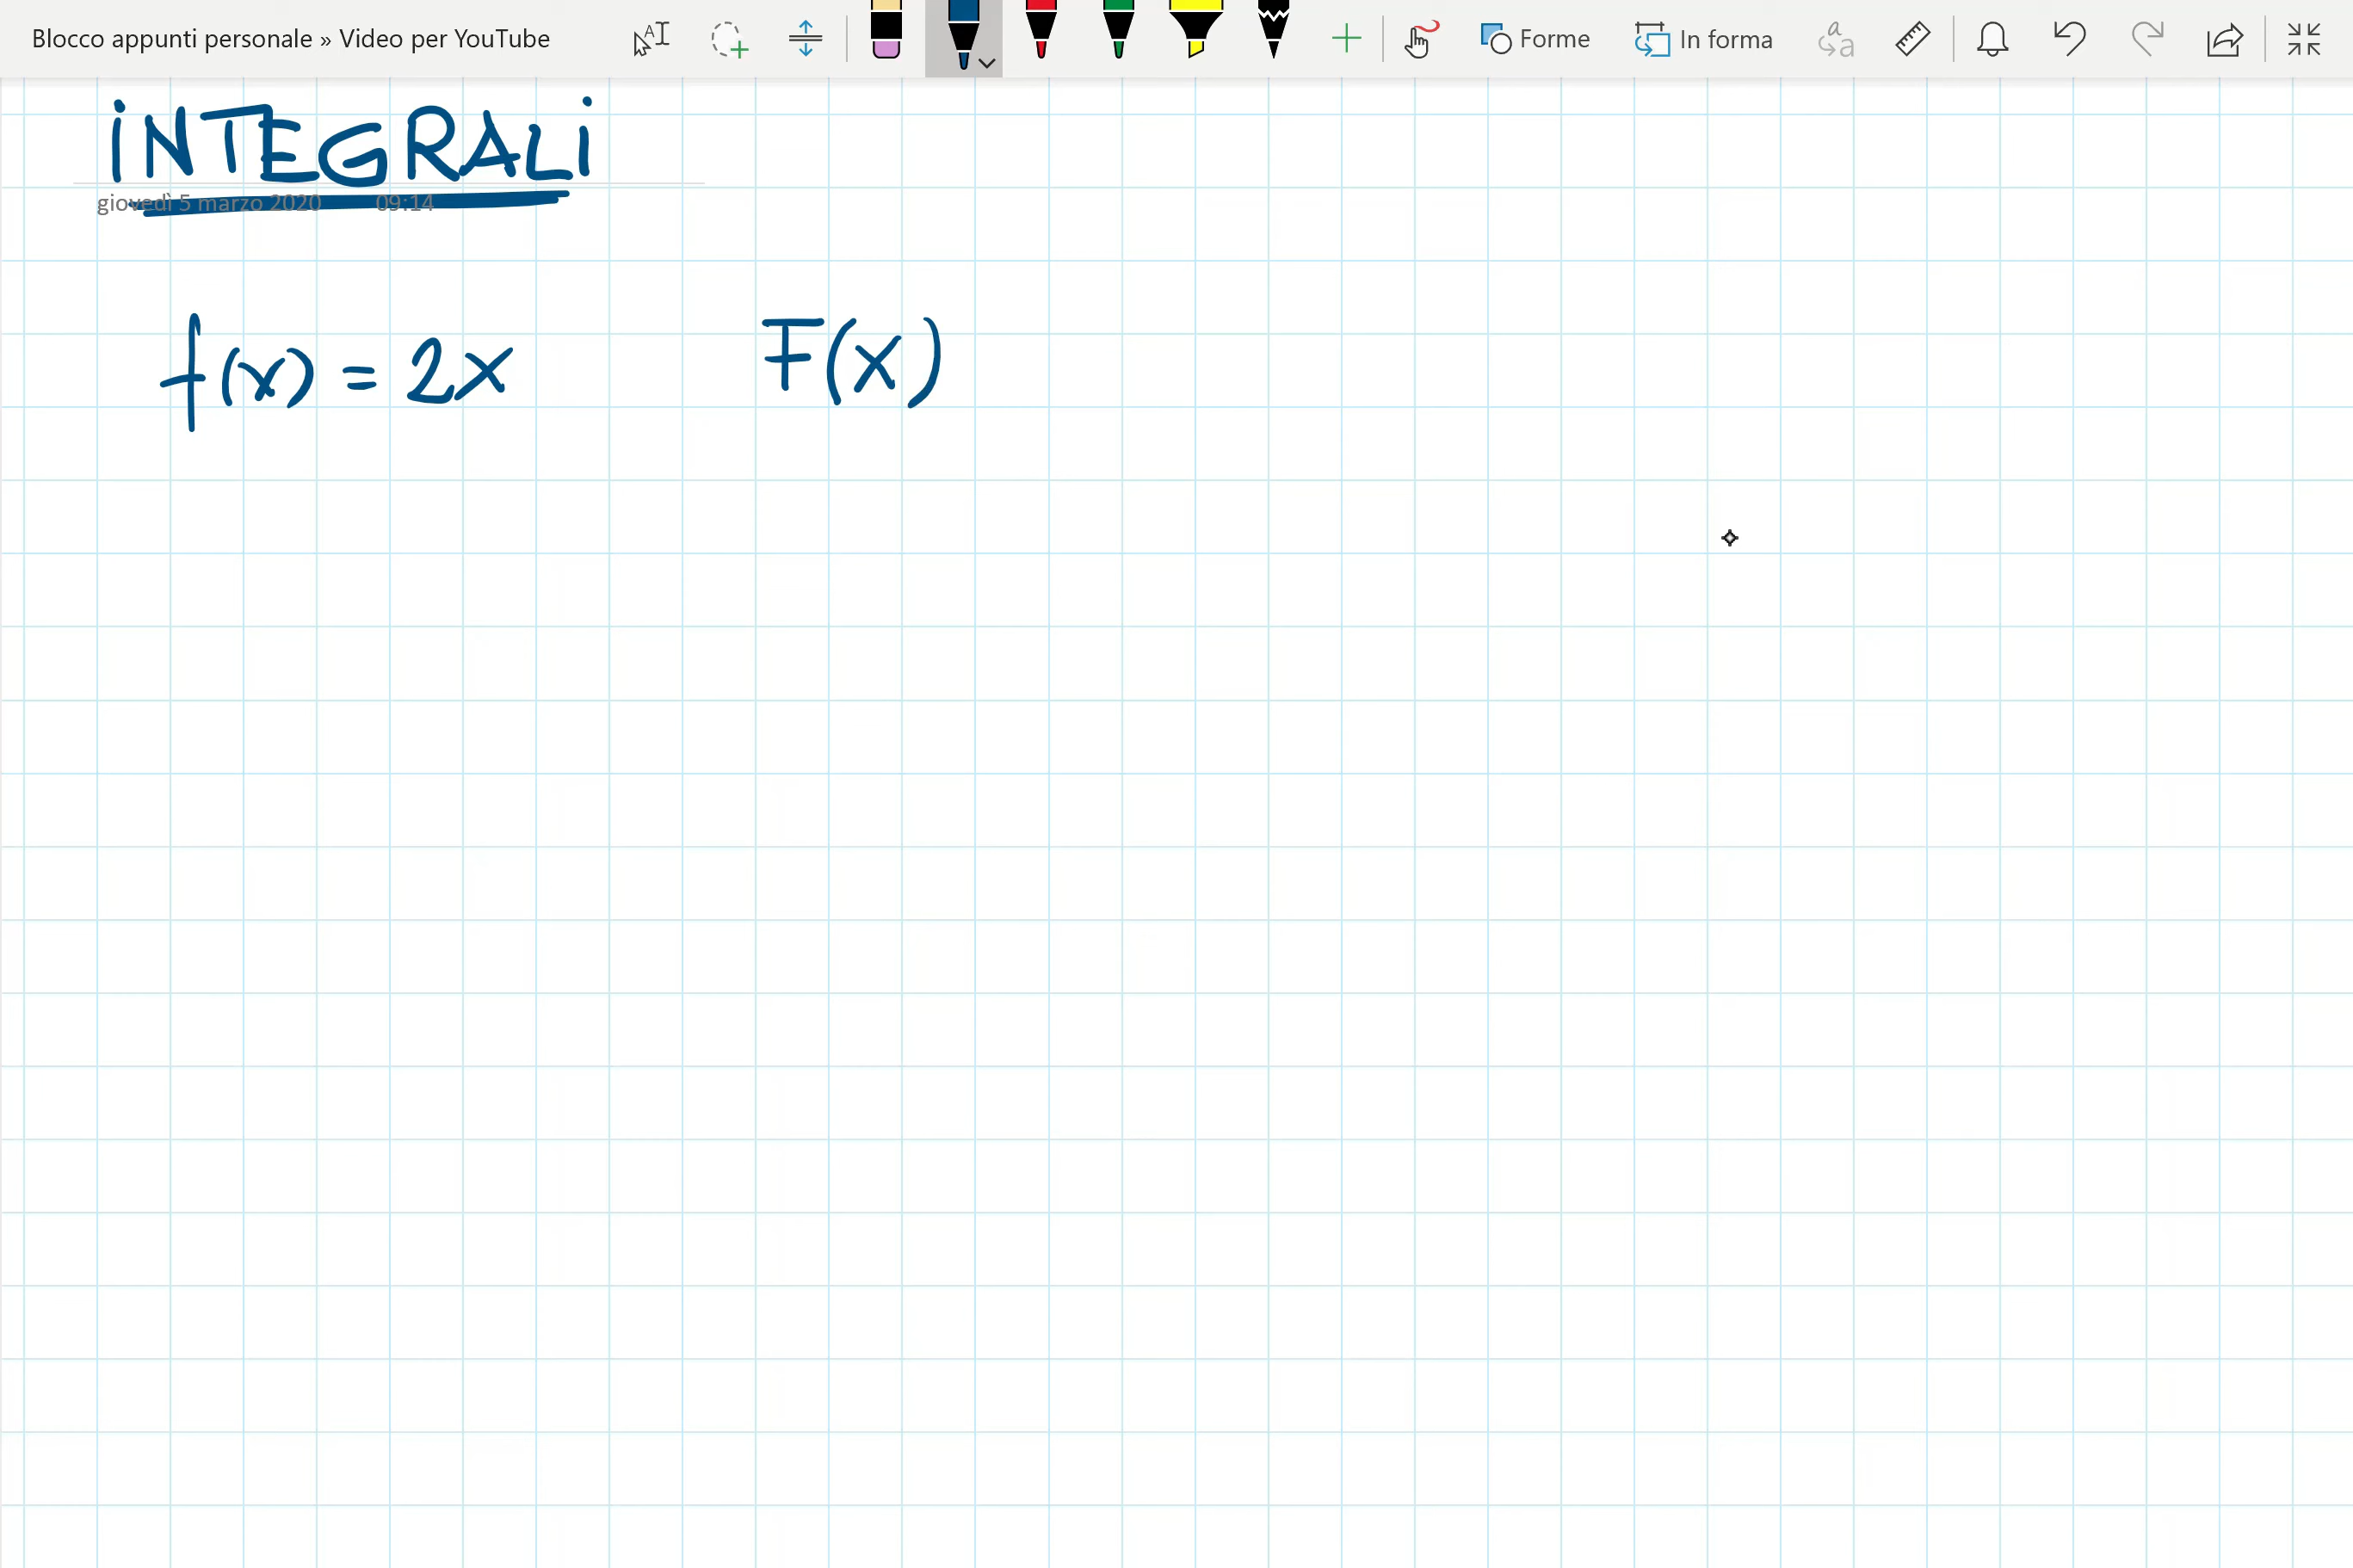 Blocco appunti personale » Video per YouTube
Forme
In forma
INTEGRALI
giovedì 5 marzo 2020 09:14
f(x) = 2x F(x)